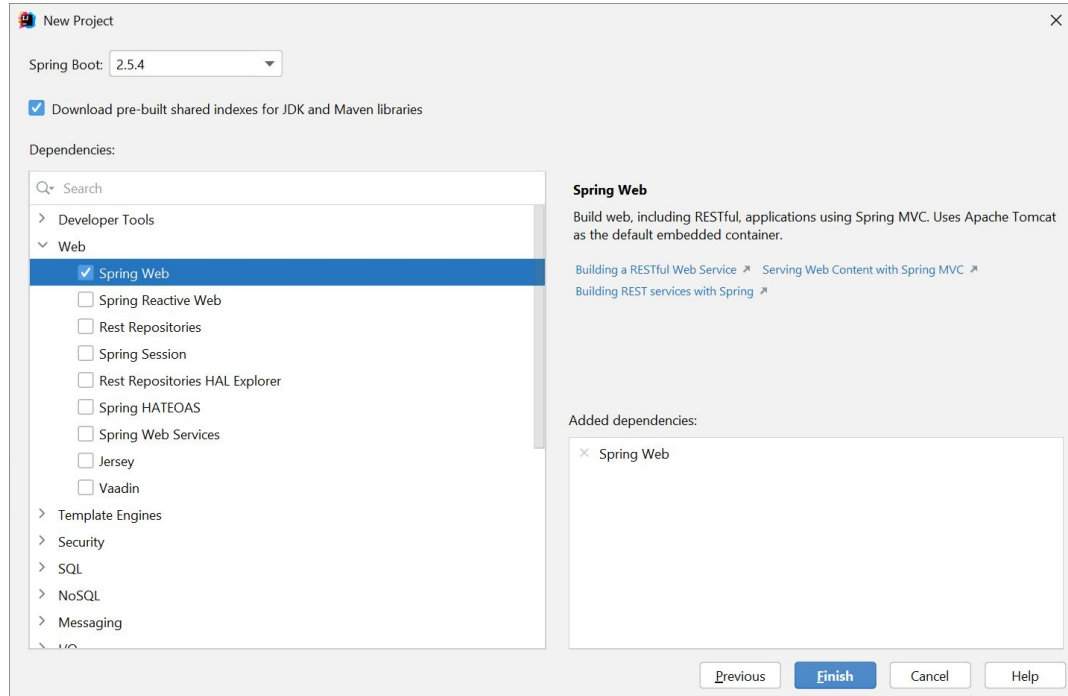 New Project
Spring Boot: 2.5.4
Download pre-built shared indexes for JDK and Maven libraries
Dependencies:
Search
Developer Tools
Web
Spring Web
Spring Reactive Web
Rest Repositories
Spring Session
Rest Repositories HAL Explorer
Spring HATEOAS
Spring Web Services
Jersey
Vaadin
Template Engines
Security
SQL
NoSQL
Messaging
I/O
Spring Web
Build web, including RESTful, applications using Spring MVC. Uses Apache Tomcat
as the default embedded container.
Building a RESTful Web Service Serving Web Content with Spring MVC
Building REST services with Spring
Added dependencies:
Spring Web
Previous Finish Cancel Help